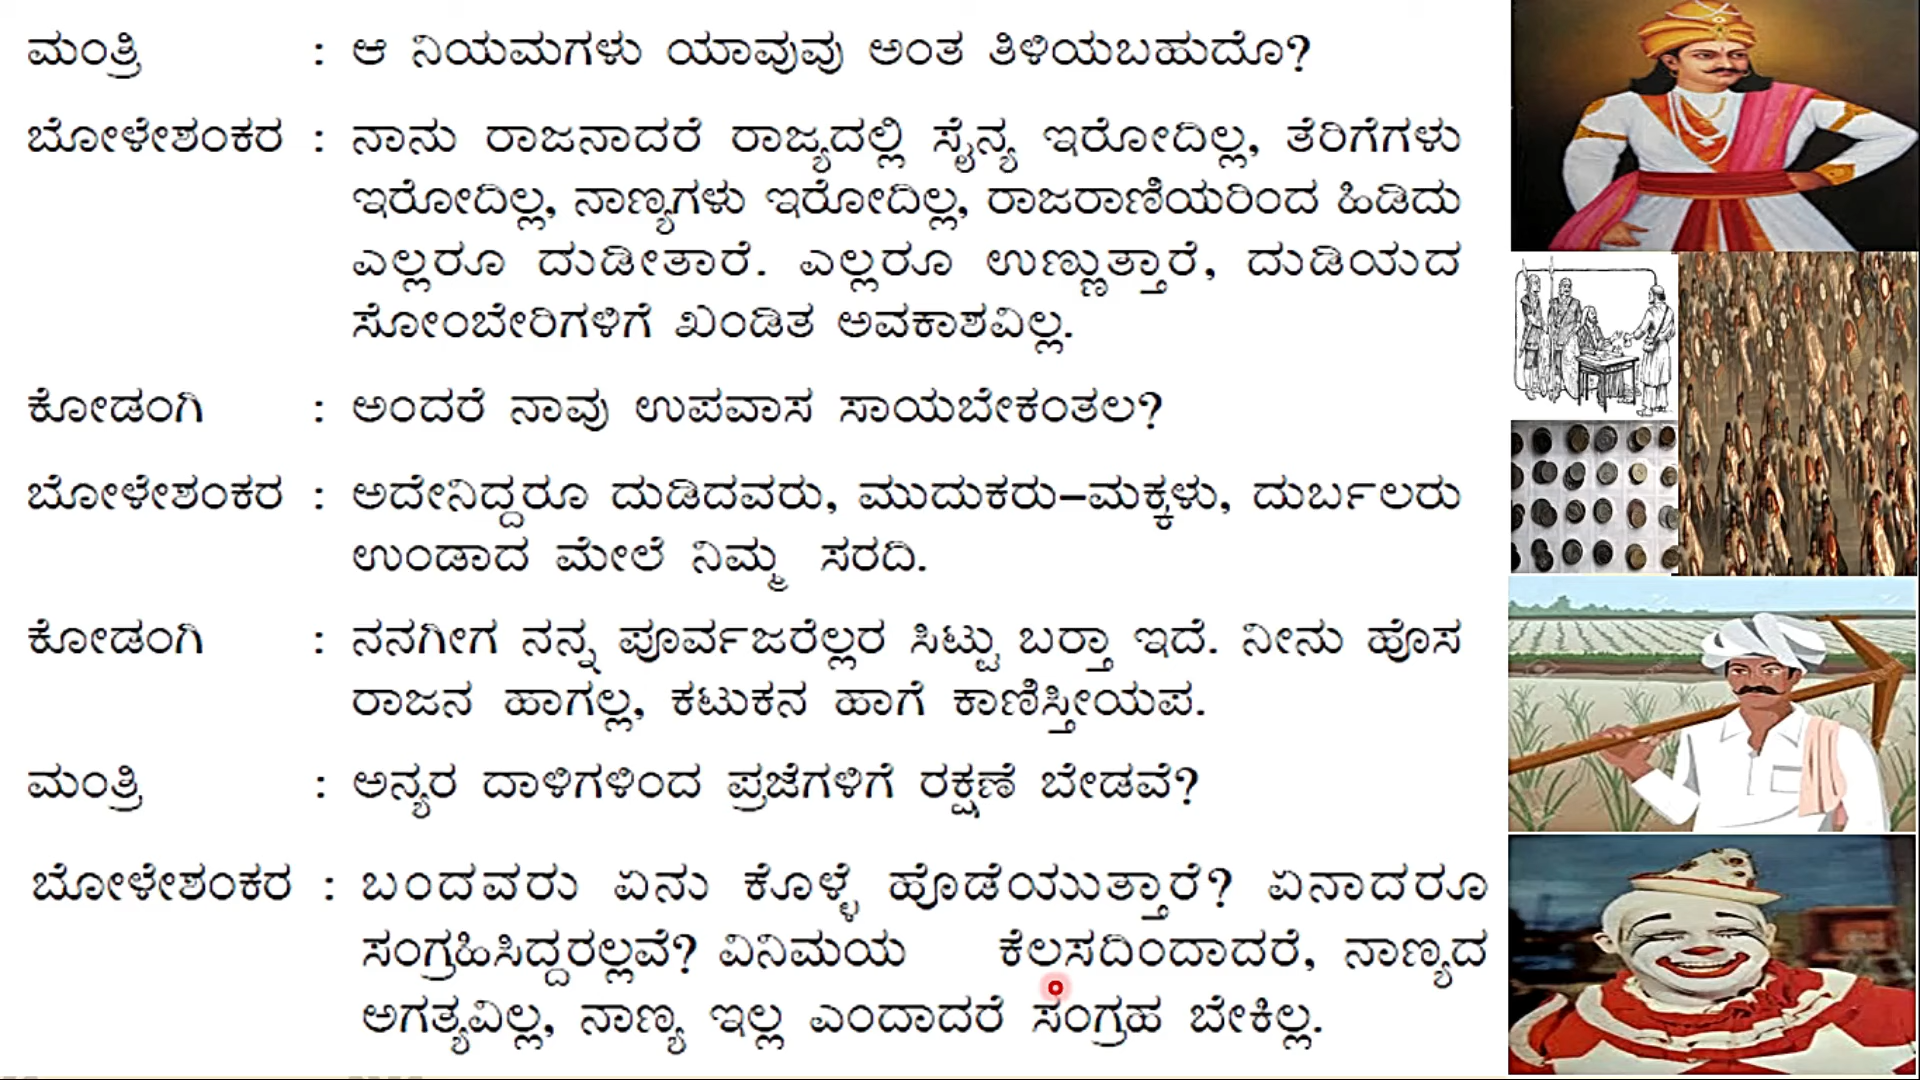 ಮಂತ್ರಿ : ಆ ನಿಯಮಗಳು ಯಾವುವು ಅಂತ ತಿಳಿಯಬಹುದೊ?
ಬೋಳೇಶಂಕರ : ನಾನು ರಾಜನಾದರೆ ರಾಜ್ಯದಲ್ಲಿ ಸೈನ್ಯ ಇರೋದಿಲ್ಲ, ತೆರಿಗೆಗಳು
ಇರೋದಿಲ್ಲ, ನಾಣ್ಯಗಳು ಇರೋದಿಲ್ಲ, ರಾಜರಾಣಿಯರಿಂದ ಹಿಡಿದು
ಎಲ್ಲರೂ ದುಡೀತಾರೆ. ಎಲ್ಲರೂ ಉಣ್ಣುತ್ತಾರೆ, ದುಡಿಯದ
ಸೋಂಬೇರಿಗಳಿಗೆ ಖಂಡಿತ ಅವಕಾಶವಿಲ್ಲ.
ಕೋಡಂಗಿ : ಅಂದರೆ ನಾವು ಉಪವಾಸ ಸಾಯಬೇಕಂತಲ?
ಬೋಳೇಶಂಕರ : ಅದೇನಿದ್ದರೂ ದುಡಿದವರು, ಮುದುಕರು–ಮಕ್ಕಳು, ದುರ್ಬಲರು
ಉಂಡಾದ ಮೇಲೆ ನಿಮ್ಮ ಸರದಿ.
ಕೋಡಂಗಿ : ನನಗೀಗ ನನ್ನ ಪೂರ್ವಜರೆಲ್ಲರ ಸಿಟ್ಟು ಬರ‍್ತಾ ಇದೆ. ನೀನು ಹೊಸ
ರಾಜನ ಹಾಗಲ್ಲ, ಕಟುಕನ ಹಾಗೆ ಕಾಣಿಸ್ತೀಯಪ.
ಮಂತ್ರಿ : ಅನ್ಯರ ದಾಳಿಗಳಿಂದ ಪ್ರಜೆಗಳಿಗೆ ರಕ್ಷಣೆ ಬೇಡವೆ?
ಬೋಳೇಶಂಕರ : ಬಂದವರು ಏನು ಕೊಳ್ಳೆ ಹೊಡೆಯುತ್ತಾರೆ? ಏನಾದರೂ
ಸಂಗ್ರಹಿಸಿದ್ದರಲ್ಲವೆ? ವಿನಿಮಯ ಕೆಲಸದಿಂದಾದರೆ, ನಾಣ್ಯದ
ಅಗತ್ಯವಿಲ್ಲ, ನಾಣ್ಯ ಇಲ್ಲ ಎಂದಾದರೆ ಸಂಗ್ರಹ ಬೇಕಿಲ್ಲ.